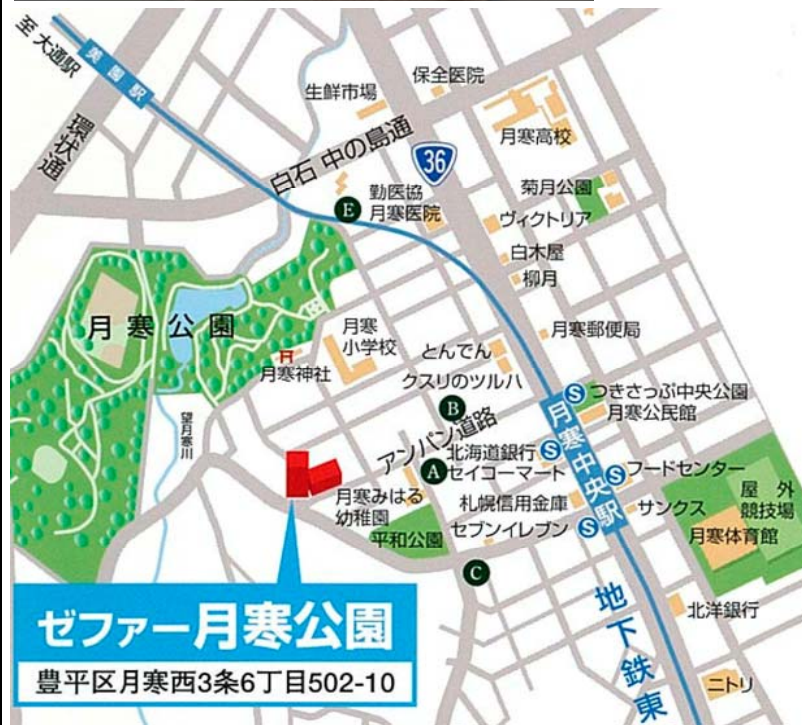 至 大通駅
美園駅
環状通
生鮮市場
保全医院
月寒高校
白石 中の島通
36
勤医協
月寒医院
E
菊月公園
ヴィクトリア
白木屋
柳月
月寒公園
月寒
小学校
月寒神社
月寒郵便局
とんでん
クスリのツルハ
B
S
つきさっぷ中央公園
月寒公民館
望月寒川
アンパン道路
A
北海道銀行
S
セイコーマート
月寒中央駅
S
フードセンター
月寒みはる
幼稚園
札幌信用金庫
サンクス
屋外
競技場
平和公園
セブンイレブン
S
月寒体育館
C
ゼファー月寒公園
豊平区月寒西3条6丁目502-10
地下鉄東
北洋銀行
ニトリ